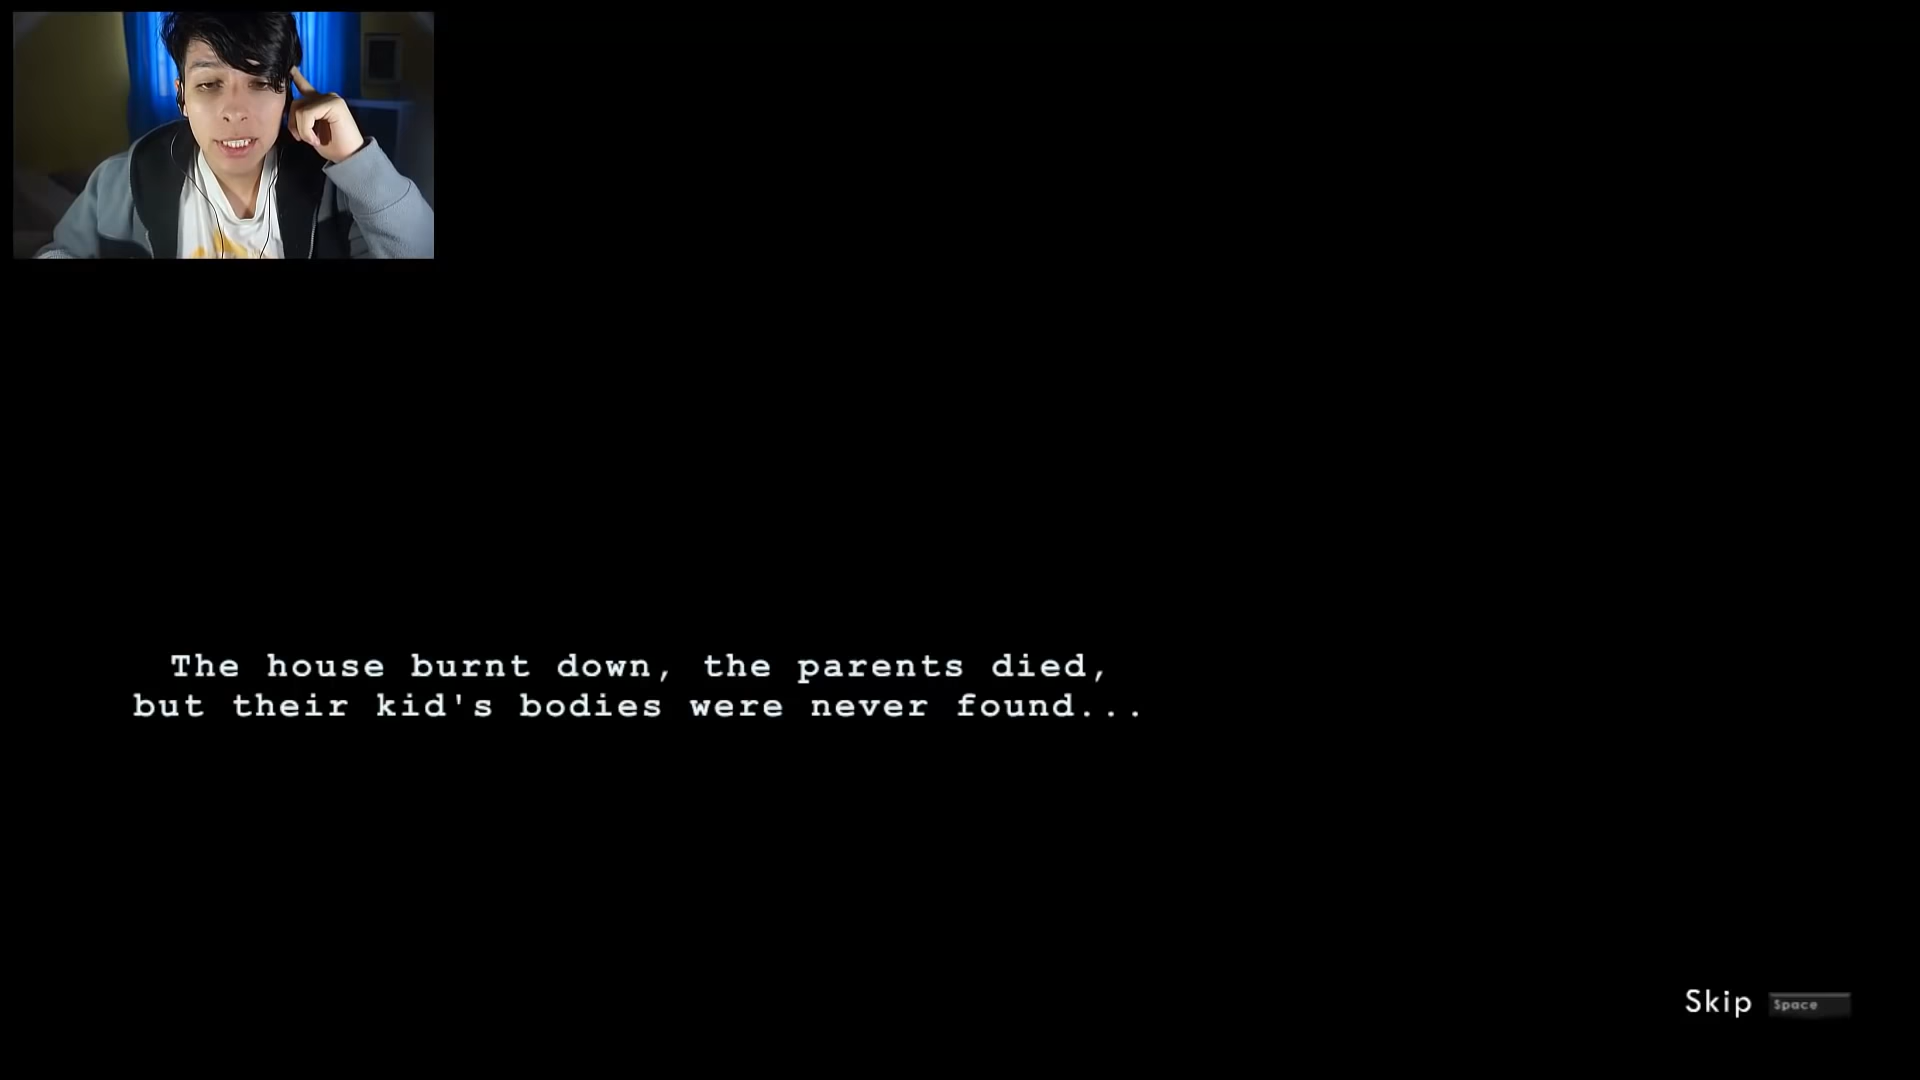 The house burnt down, the parents died,
but their kid's bodies were never found...
Skip Space